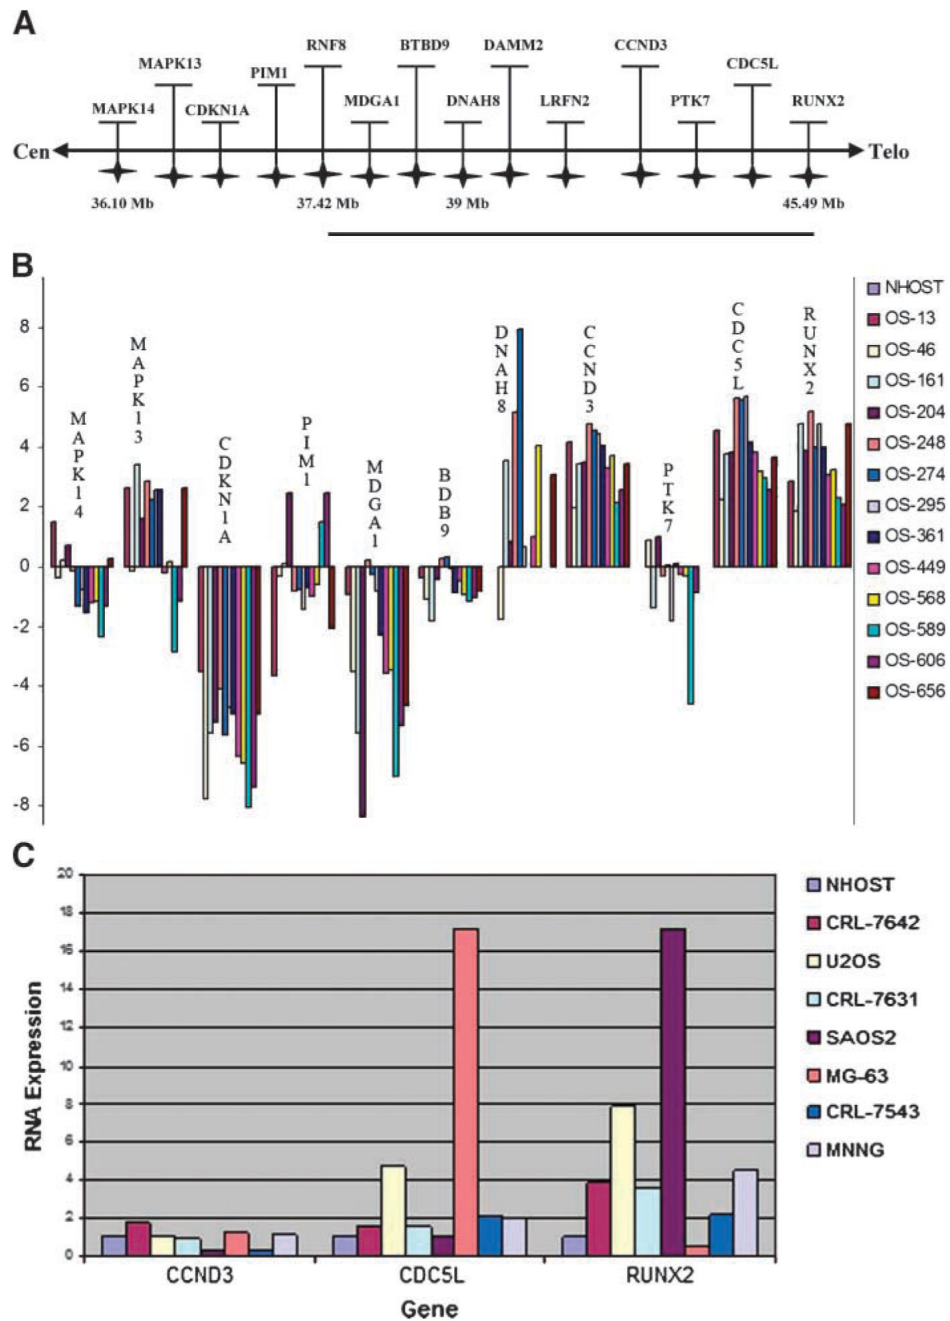 A
RNF8 BTBD9 DAMM2 CCND3
MAPK13 PIM1 CDC5L
MAPK14 CDKN1A MDGA1 DNAH8 LRFN2 PTK7 RUNX2
Cen Telo
36.10 Mb 37.42 Mb 39 Mb 45.49 Mb
B
8
6
4
2
0
-2
-4
-6
-8
MAPK14
MAPK13
CDKN1A
PIM1
MDGA1
BDB9
DNAH8
CCND3
PTK7
CDC5L
RUNX2
NHOST
OS-13
OS-46
OS-161
OS-204
OS-248
OS-274
OS-295
OS-361
OS-449
OS-568
OS-589
OS-606
OS-656
C
RNA Expression
20
18
16
14
12
10
8
6
4
2
0
CCND3 CDC5L RUNX2
Gene
NHOST
CRL-7642
U2OS
CRL-7631
SAOS2
MG-63
CRL-7543
MNNG